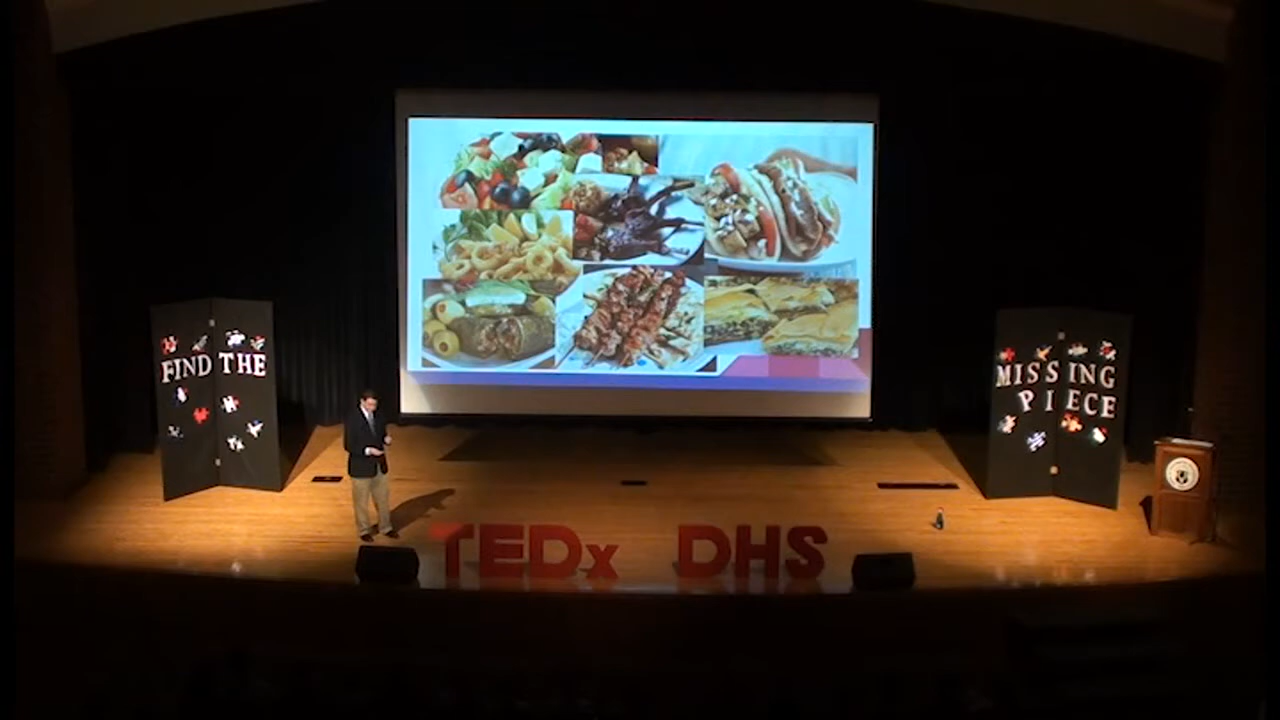 FIND THE
MISSING
PIECE
TEDx DHS